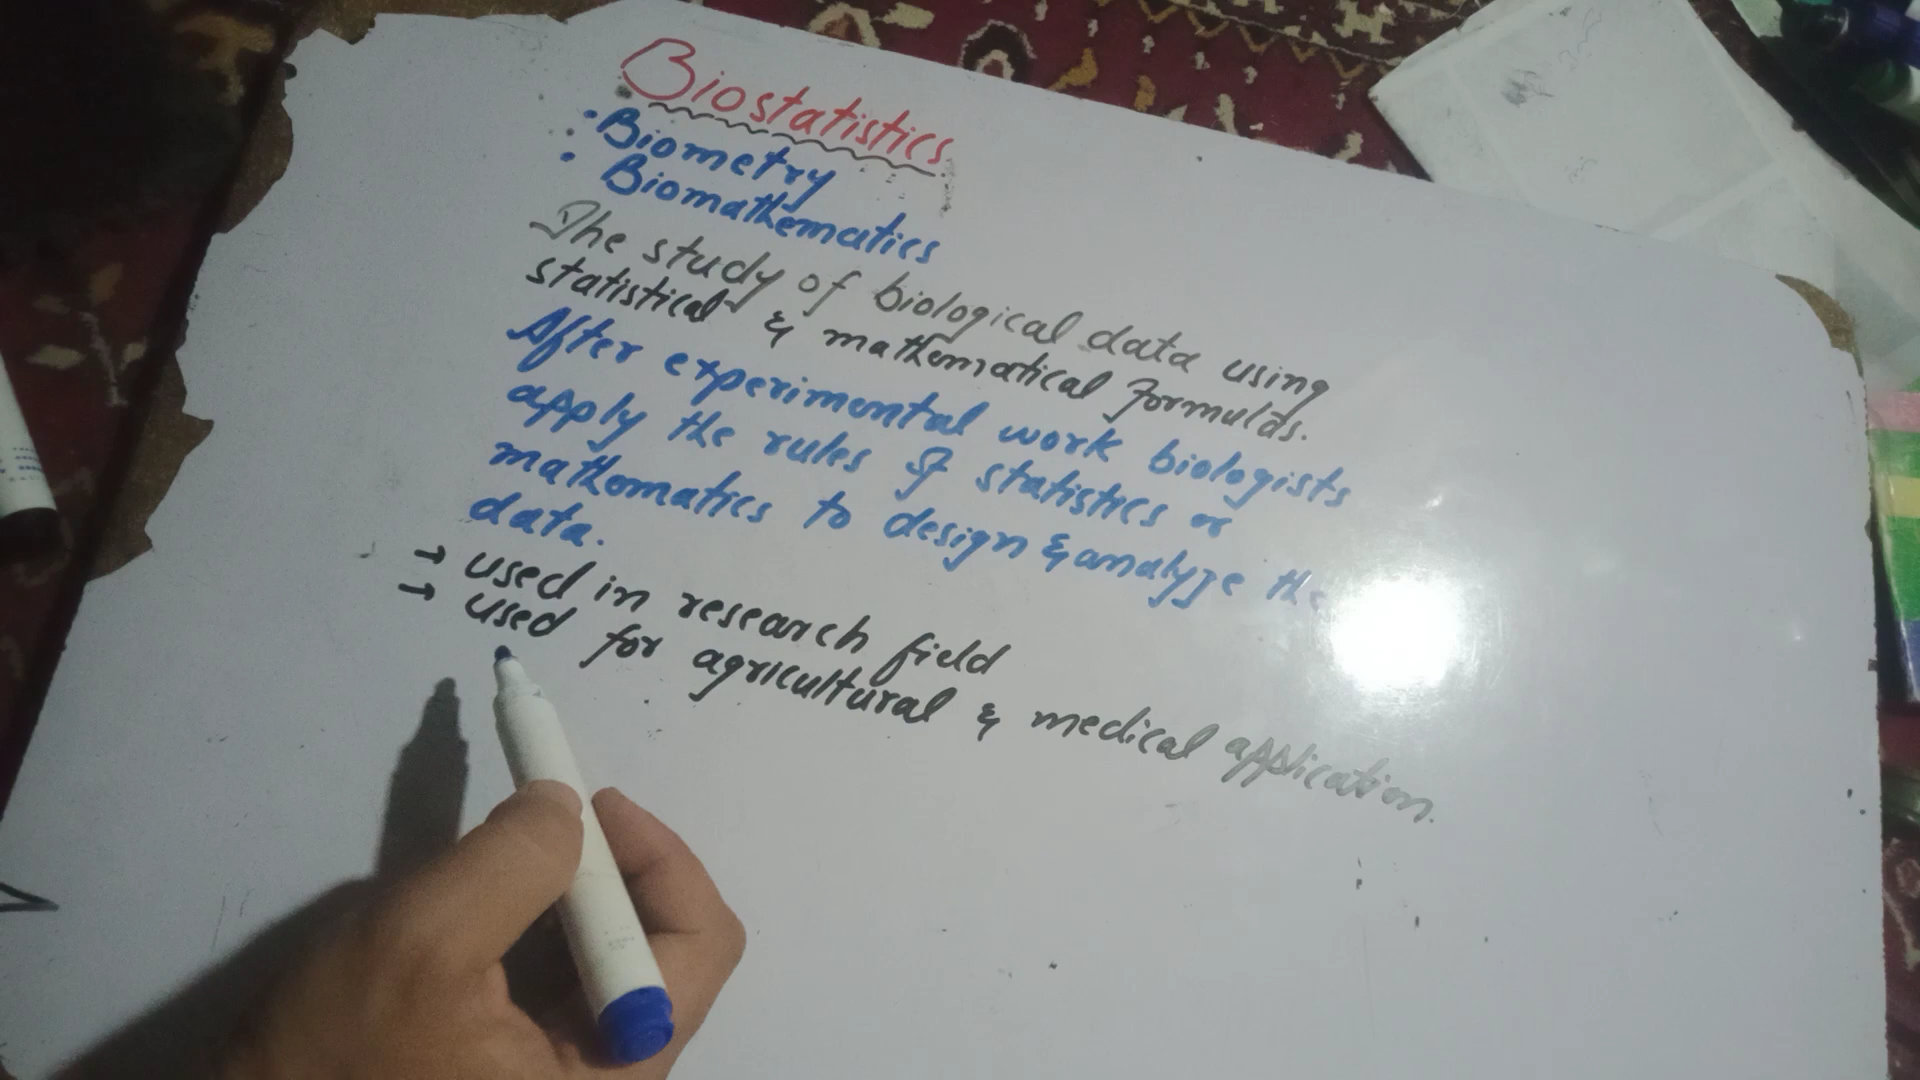 Biostatistics
• Biometry
• Biomathematics
The study of biological data using
statistical & mathematical formulas.
After experimental work biologists
apply the rules of statistics or
mathematics to design & analyze the
data.
→ used in research field
→ used for agricultural & medical application.